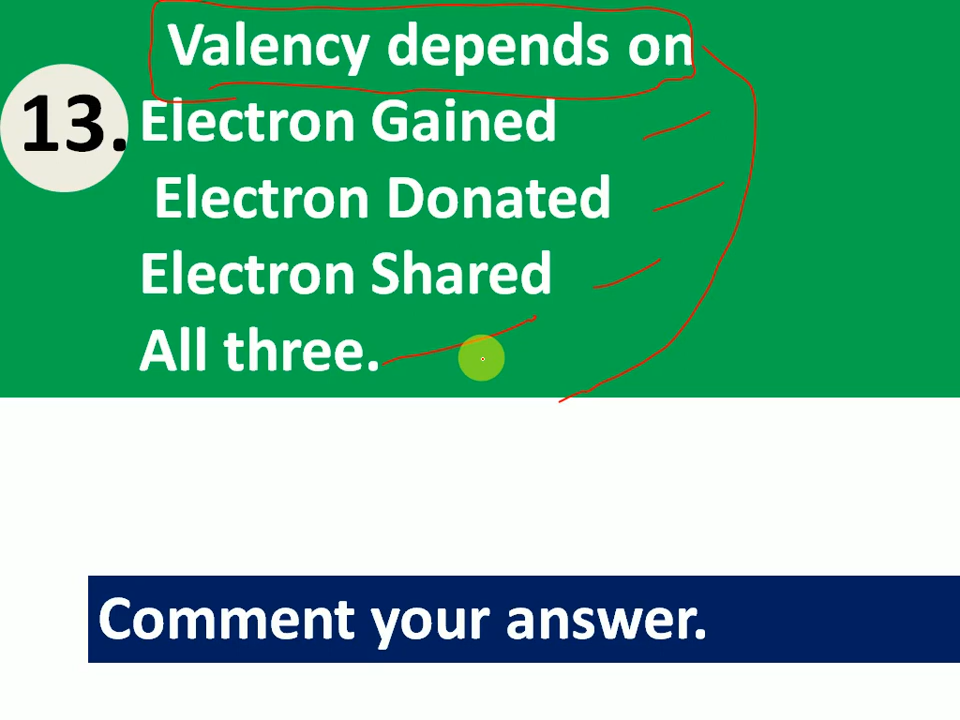 Valency depends on
13. Electron Gained
Electron Donated
Electron Shared
All three.
Comment your answer.